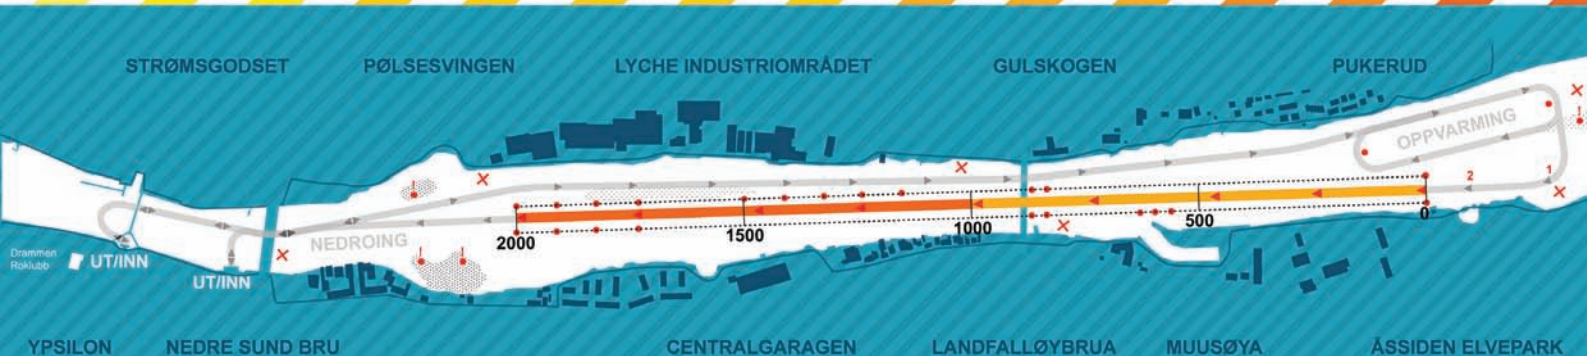 STRØMSGODSET
PØLSESVINGEN
LYCHE INDUSTRIOMRÅDET
GULSKOGEN
PUKERUD
OPPVARMING
2
1
NEDROING
2000
1500
1000
500
0
Drammen
Roklubb
UT/INN
UT/INN
YPSILON
NEDRE SUND BRU
CENTRALGARAGEN
LANDFALLØYBRUA
MUUSØYA
ÅSSIDEN ELVEPARK